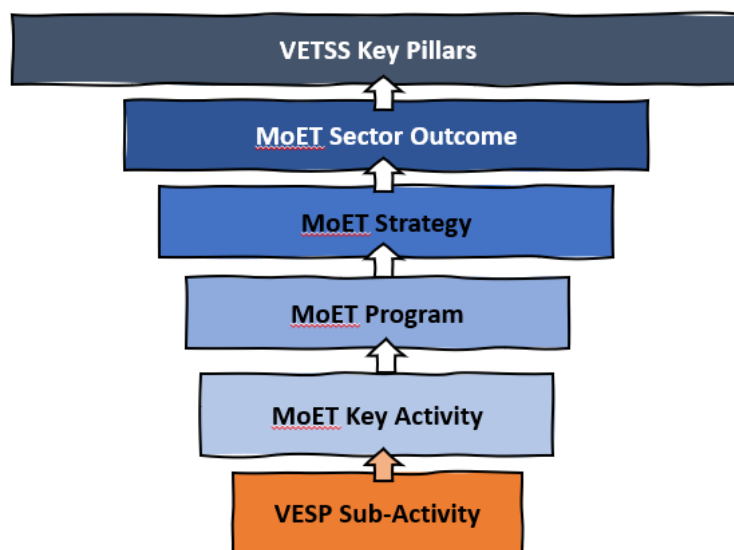 VETSS Key Pillars
MoET Sector Outcome
MoET Strategy
MoET Program
MoET Key Activity
VESP Sub-Activity